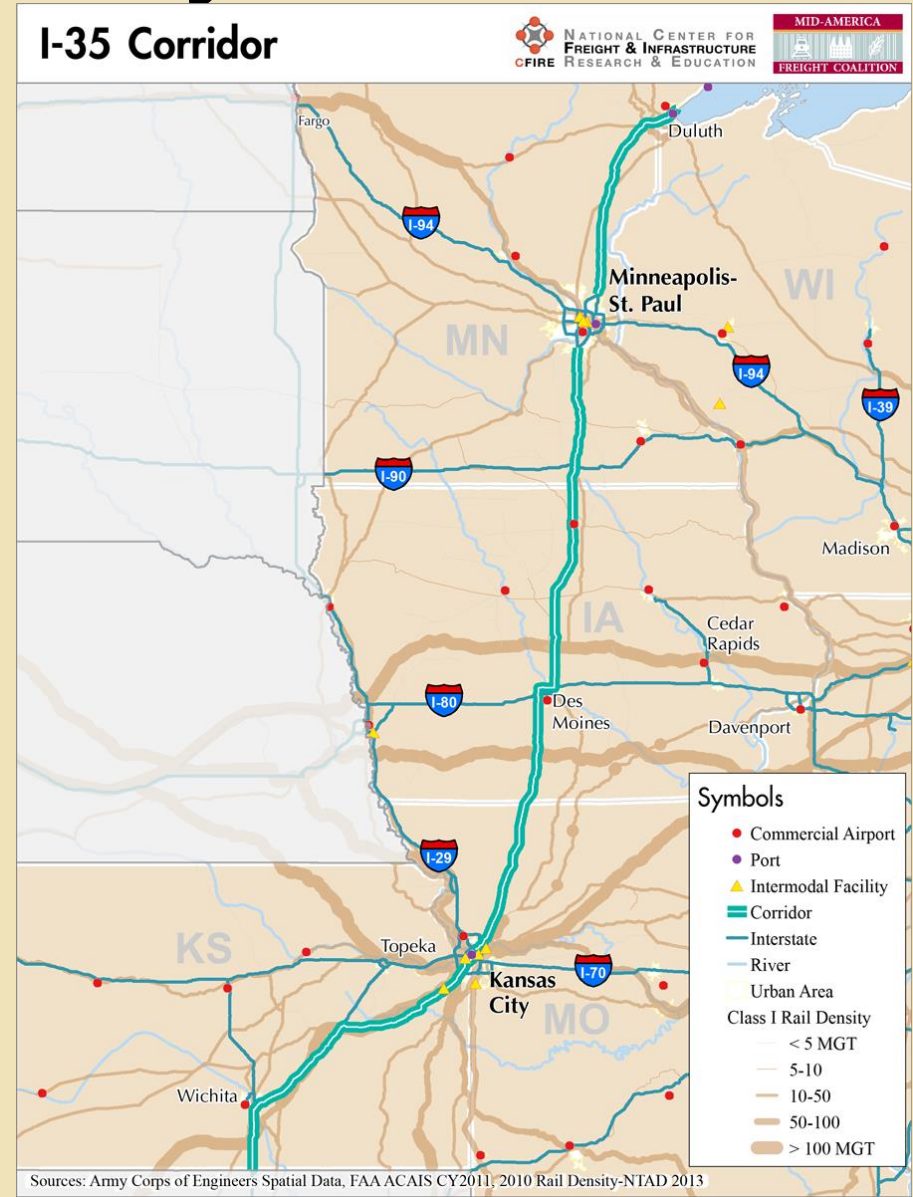 I-35 Corridor
CFIRE
NATIONAL CENTER FOR
FREIGHT & INFRASTRUCTURE
RESEARCH & EDUCATION
MID-AMERICA
FREIGHT COALITION
Fargo
Duluth
I-94
Minneapolis-
St. Paul
WI
MN
I-94
I-39
I-90
Madison
IA
Cedar
Rapids
I-80
Des
Moines
Davenport
Symbols
Commercial Airport
Port
Intermodal Facility
Corridor
Interstate
River
Urban Area
Class I Rail Density
< 5 MGT
5-10
10-50
50-100
> 100 MGT
I-29
KS
Topeka
I-70
Kansas
City
MO
Wichita
Sources: Army Corps of Engineers Spatial Data, FAA ACAIS CY2011, 2010 Rail Density-NTAD 2013